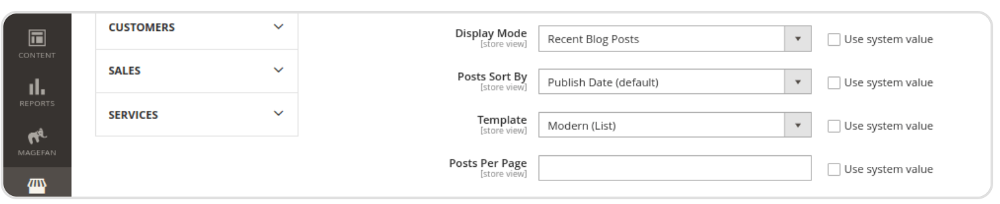 CONTENT
REPORTS
MAGEFAN
CUSTOMERS
SALES
SERVICES
Display Mode
[store view]
Recent Blog Posts
Use system value
Posts Sort By
[store view]
Publish Date (default)
Use system value
Template
[store view]
Modern (List)
Use system value
Posts Per Page
[store view]
Use system value